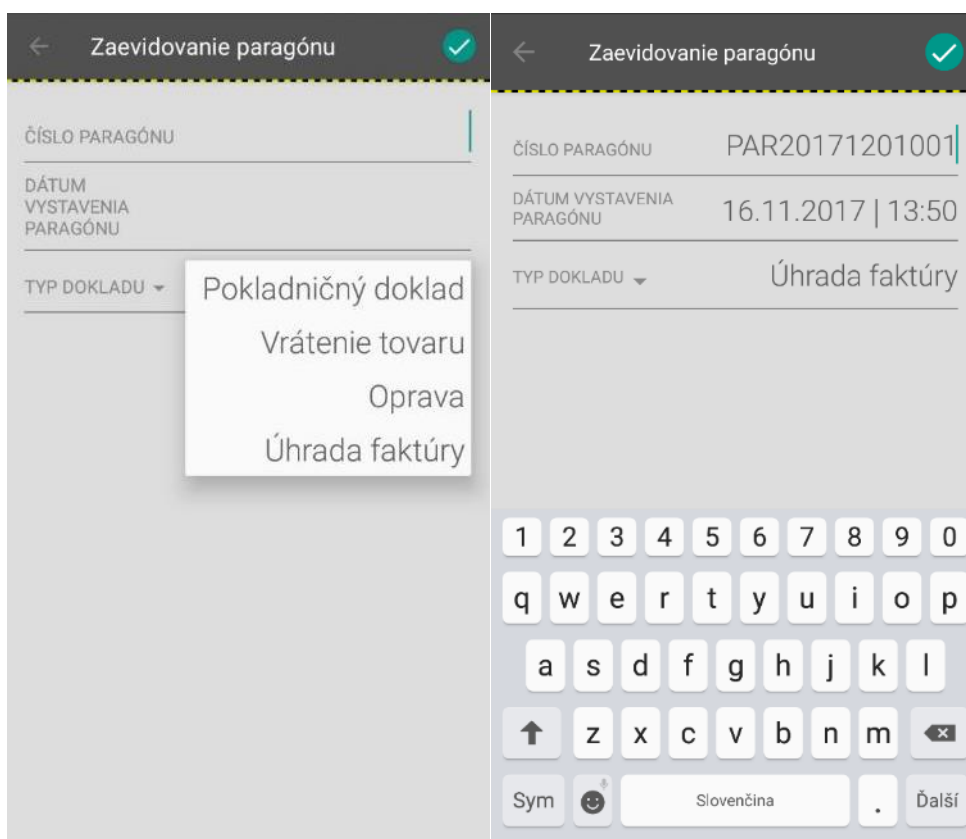 Zaevidovanie paragónu
ČÍSLO PARAGÓNU
DÁTUM
VYSTAVENIA
PARAGÓNU
TYP DOKLADU
Pokladničný doklad
Vrátenie tovaru
Oprava
Úhrada faktúry
Zaevidovanie paragónu
ČÍSLO PARAGÓNU PAR20171201001
DÁTUM VYSTAVENIA
PARAGÓNU
16.11.2017 | 13:50
TYP DOKLADU Úhrada faktúry
1 2 3 4 5 6 7 8 9 0
q w e r t y u i o p
a s d f g h j k l
z x c v b n m
Sym Slovenčina . Ďalší